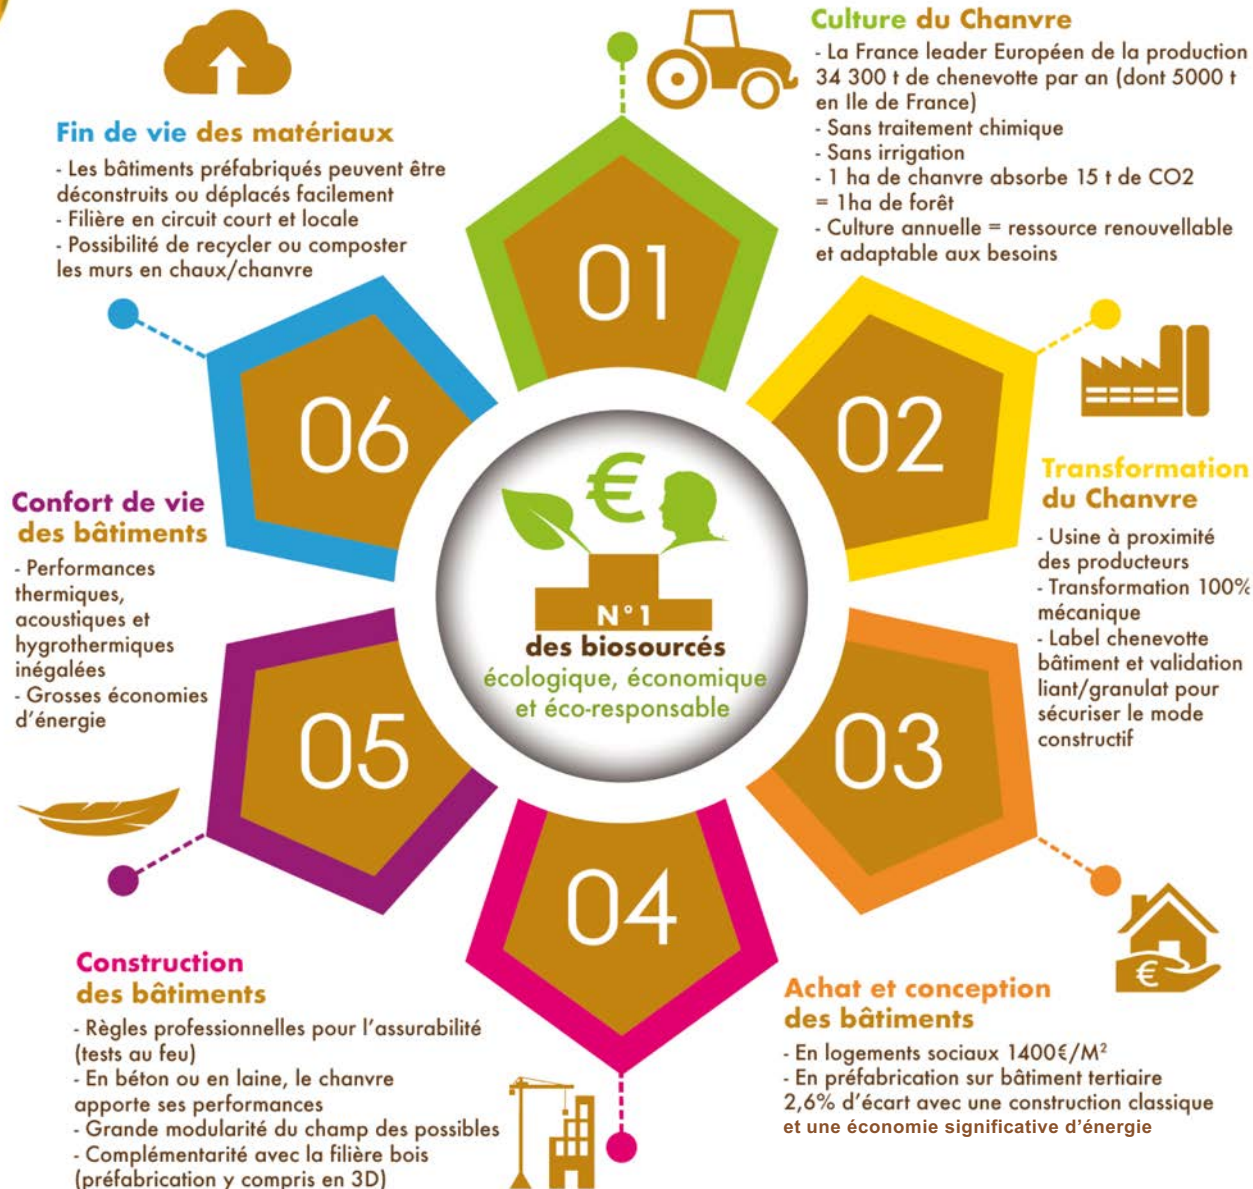 Culture du Chanvre
- La France leader Européen de la production
34 300 t de chenevotte par an (dont 5000 t
en Ile de France)
- Sans traitement chimique
- Sans irrigation
- 1 ha de chanvre absorbe 15 t de CO2
= 1ha de forêt
- Culture annuelle = ressource renouvellable
et adaptable aux besoins
01
02
Transformation
du Chanvre
- Usine à proximité
des producteurs
- Transformation 100%
mécanique
- Label chenevotte
bâtiment et validation
liant/granulat pour
sécuriser le mode
constructif
03
Achat et conception
des bâtiments
- En logements sociaux 1400€/M²
- En préfabrication sur bâtiment tertiaire
2,6% d'écart avec une construction classique
et une économie significative d'énergie
€
04
Construction
des bâtiments
- Règles professionnelles pour l'assurabilité
(tests au feu)
- En béton ou en laine, le chanvre
apporte ses performances
- Grande modularité du champ des possibles
- Complémentarité avec la filière bois
(préfabrication y compris en 3D)
05
Confort de vie
des bâtiments
- Performances
thermiques,
acoustiques et
hygrothermiques
inégalées
- Grosses économies
d'énergie
06
Fin de vie des matériaux
- Les bâtiments préfabriqués peuvent être
déconstruits ou déplacés facilement
- Filière en circuit court et locale
- Possibilité de recycler ou composter
les murs en chaux/chanvre
€
N°1
des biosourcés
écologique, économique
et éco-responsable